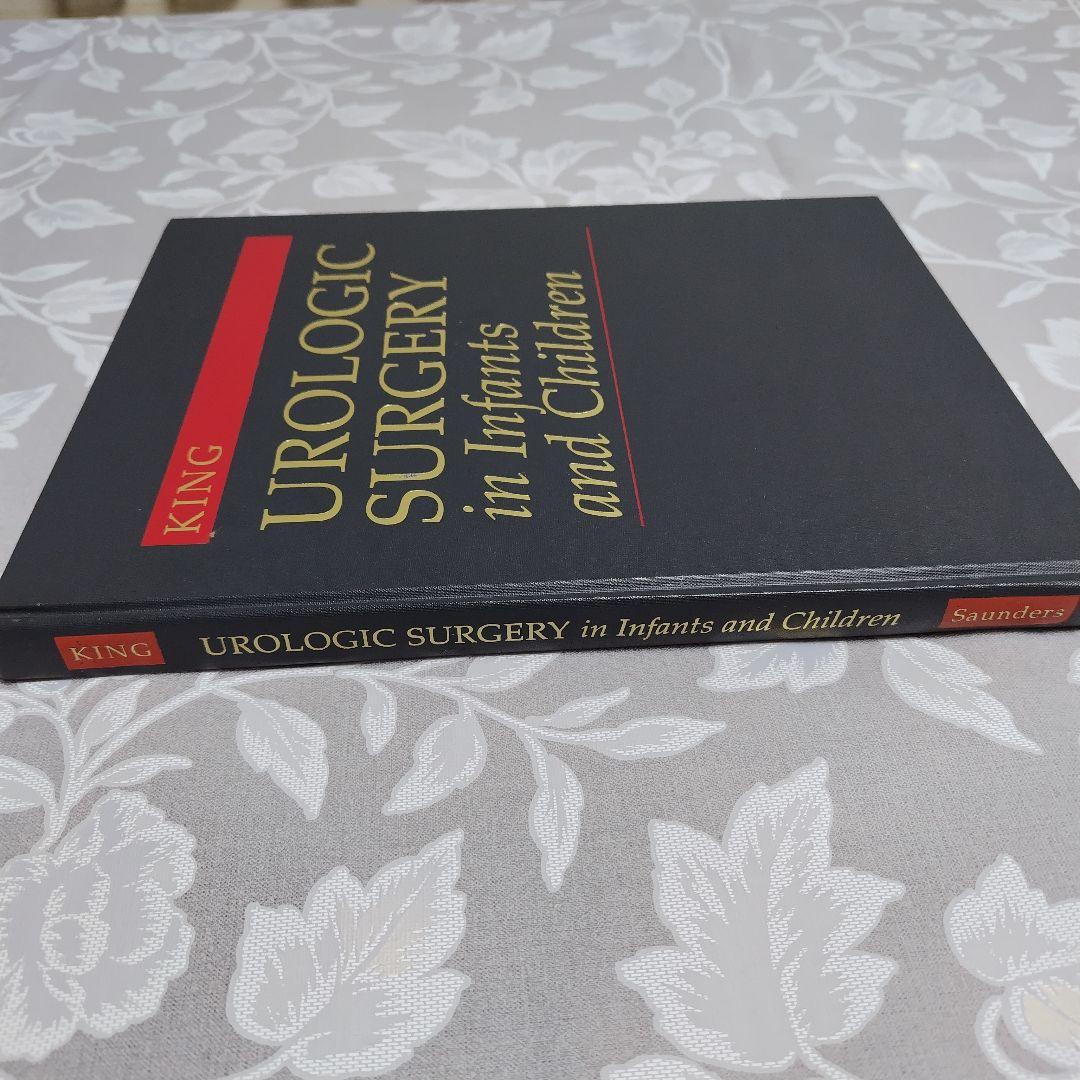 KING
UROLOGIC
SURGERY
in Infants
and Children
KING UROLOGIC SURGERY in Infants and Children Saunders